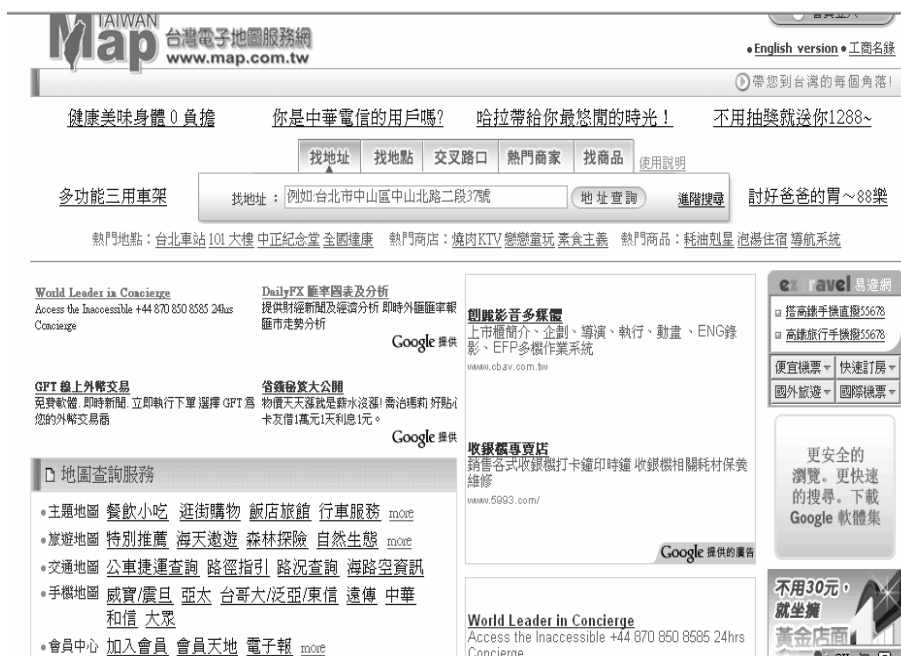 TAIWAN
Map 台灣電子地圖服務網
www.map.com.tw
會員登入
•English version •工商名錄
帶您到台灣的每個角落!
健康美味身體0負擔 你是中華電信的用戶嗎? 哈拉帶給你最悠閒的時光! 不用抽獎就送你1288~
找地址 找地點 交叉路口 熱門商家 找商品 使用說明
多功能三用車架
找地址: 例如:台北市中山區中山北路二段37號 地址查詢 進階搜尋
討好爸爸的胃~88樂
熱門地點:台北車站 101大樓 中正紀念堂 全國建康 熱門商店:燒肉KTV 戀戀童玩 素食主義 熱門商品:耗油剋星 泡湯住宿 導航系統
World Leader in Concierge
Access the Inaccessible +44 870 850 8585 24hrs
Concierge
DailyFX 匯率圖表及分析
提供財經新聞及經濟分析 即時外匯匯率報
匯市走勢分析
Google 提供
GFT 線上外幣交易
免費軟體. 即時新聞. 立即執行下單 選擇 GFT 為
您的外幣交易商
省錢秘笈大公開
物價天天漲就是薪水沒漲! 喬治瑪莉 好貼心
卡友借1萬元1天利息1元。
Google 提供
創麗影音多媒體
上市櫃簡介、企劃、導演、執行、動畫、ENG錄
影、EFP多機作業系統
www.cbav.com.tw
收銀機專賣店
銷售各式收銀機打卡鐘印時鐘 收銀機相關耗材保養
維修
www.5993.com/
Google 提供的廣告
World Leader in Concierge
Access the Inaccessible +44 870 850 8585 24hrs
Concierge
地圖查詢服務
•主題地圖 餐飲小吃 逛街購物 飯店旅館 行車服務 more
•旅遊地圖 特別推薦 海天遨遊 森林探險 自然生態 more
•交通地圖 公車捷運查詢 路徑指引 路況查詢 海陸空資訊
•手機地圖 威寶/震旦 亞太 台哥大/泛亞/東信 遠傳 中華
和信 大眾
•會員中心 加入會員 會員天地 電子報 more
eztravel 易遊網
搭高鐵手機直撥55678
高鐵旅行手機撥55678
便宜機票 快速訂房
國外旅遊 國際機票
更安全的
瀏覽。更快速
的搜尋。下載
Google 軟體集
不用30元。
就坐擁
黃金店面